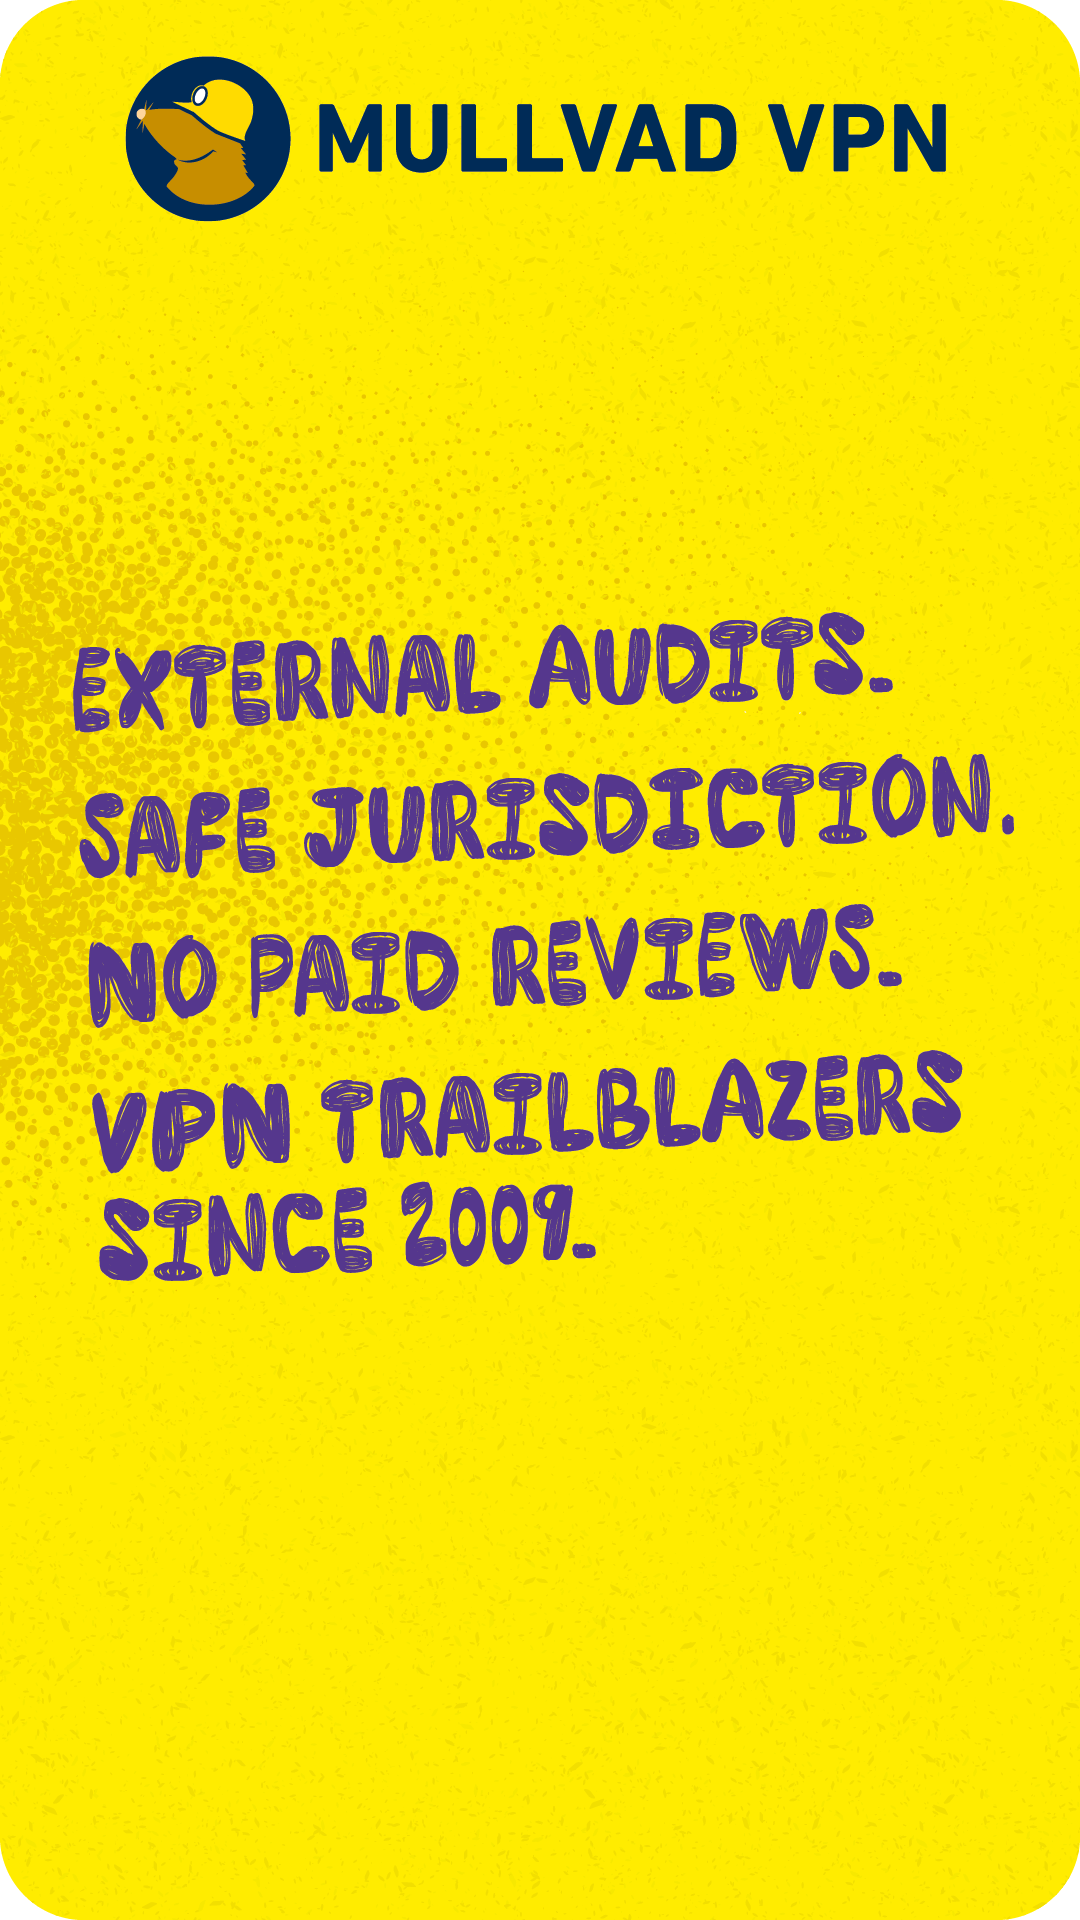 MULLVAD VPN
EXTERNAL AUDITS.
SAFE JURISDICTION.
NO PAID REVIEWS.
VPN TRAILBLAZERS
SINCE 2009.